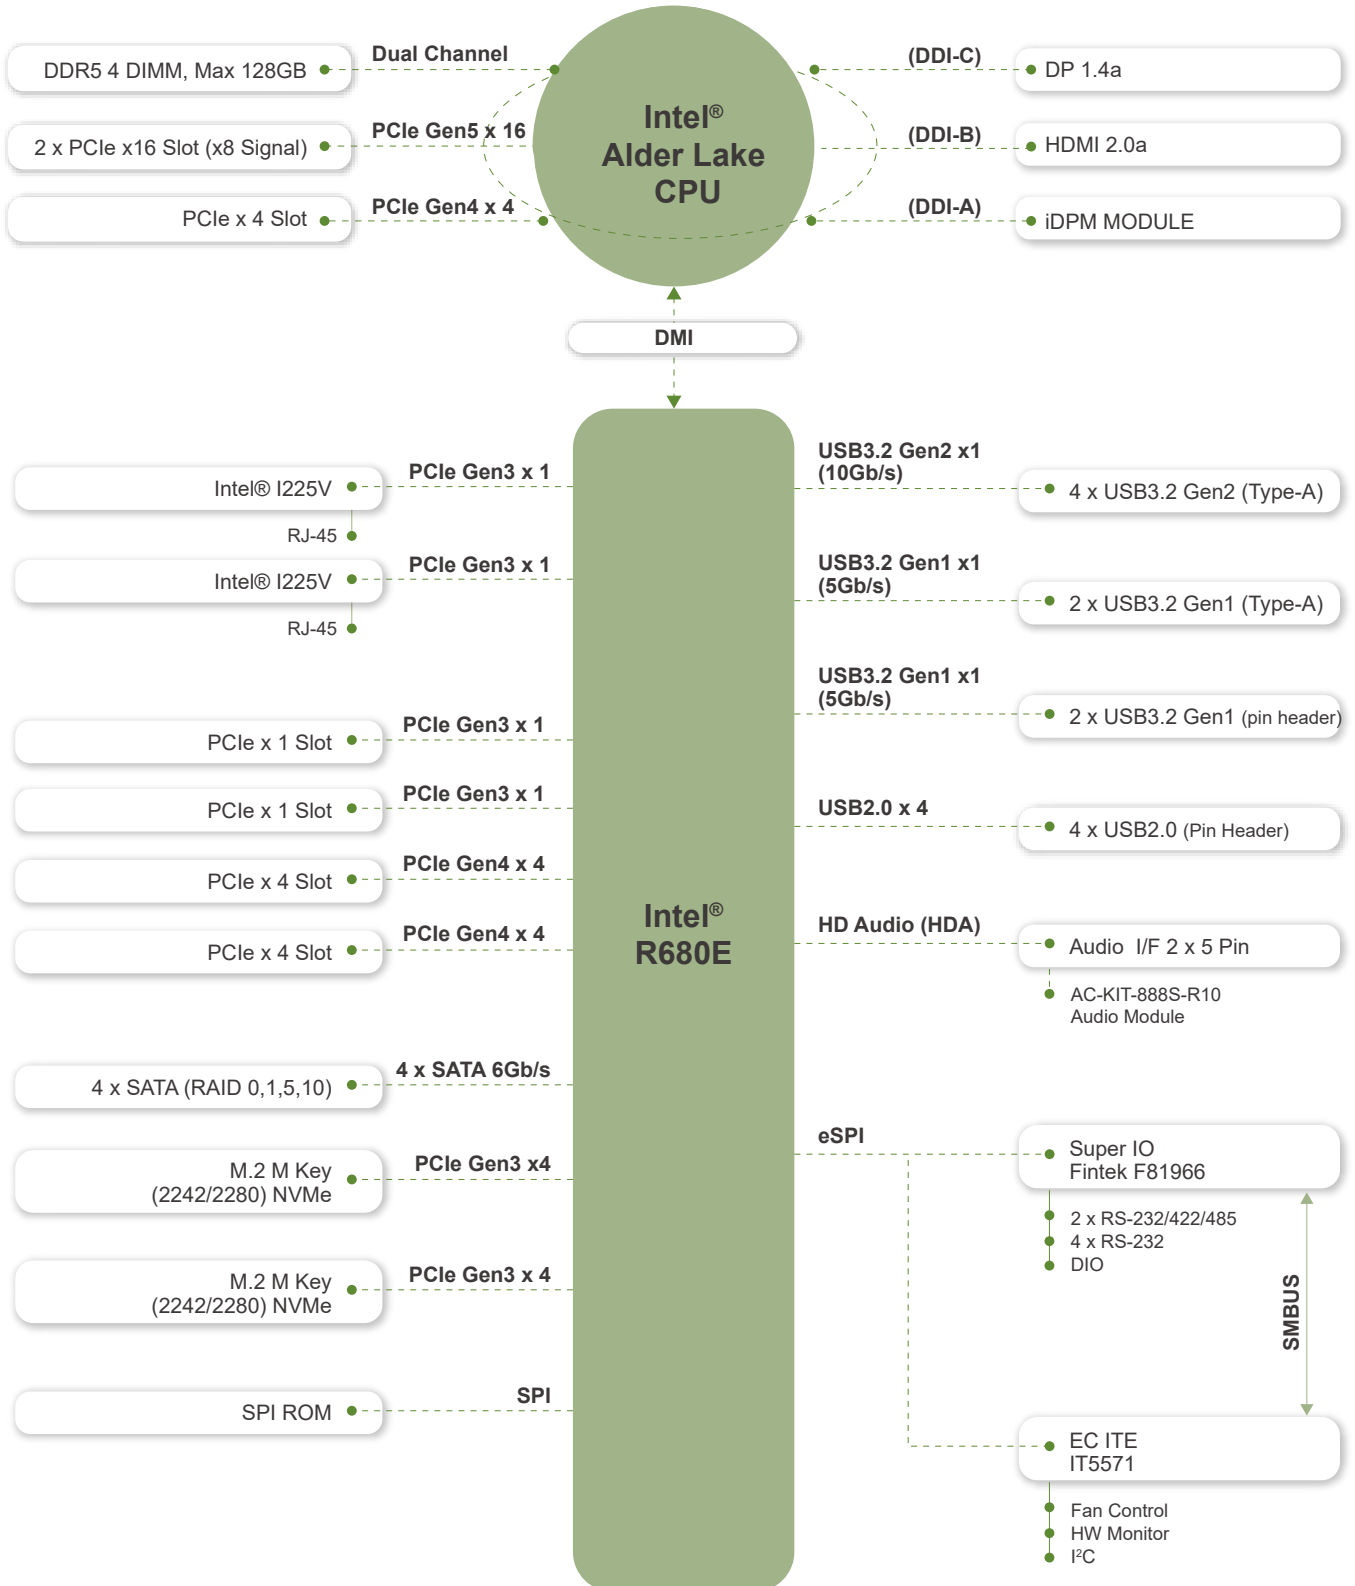 Dual Channel
DDR5 4 DIMM, Max 128GB
PCIe Gen5 x 16
2 x PCIe x16 Slot (x8 Signal)
PCIe Gen4 x 4
PCIe x 4 Slot
Intel®
Alder Lake
CPU
(DDI-C)
DP 1.4a
(DDI-B)
HDMI 2.0a
(DDI-A)
iDPM MODULE
DMI
PCIe Gen3 x 1
Intel® I225V
RJ-45
PCIe Gen3 x 1
Intel® I225V
RJ-45
PCIe Gen3 x 1
PCIe x 1 Slot
PCIe Gen3 x 1
PCIe x 1 Slot
PCIe Gen4 x 4
PCIe x 4 Slot
PCIe Gen4 x 4
PCIe x 4 Slot
4 x SATA 6Gb/s
4 x SATA (RAID 0,1,5,10)
PCIe Gen3 x4
M.2 M Key
(2242/2280) NVMe
PCIe Gen3 x 4
M.2 M Key
(2242/2280) NVMe
SPI
SPI ROM
Intel®
R680E
USB3.2 Gen2 x1
(10Gb/s)
4 x USB3.2 Gen2 (Type-A)
USB3.2 Gen1 x1
(5Gb/s)
2 x USB3.2 Gen1 (Type-A)
USB3.2 Gen1 x1
(5Gb/s)
2 x USB3.2 Gen1 (pin header)
USB2.0 x 4
4 x USB2.0 (Pin Header)
HD Audio (HDA)
Audio I/F 2 x 5 Pin
AC-KIT-888S-R10
Audio Module
eSPI
Super IO
Fintek F81966
2 x RS-232/422/485
4 x RS-232
DIO
SMBUS
EC ITE
IT5571
Fan Control
HW Monitor
I²C